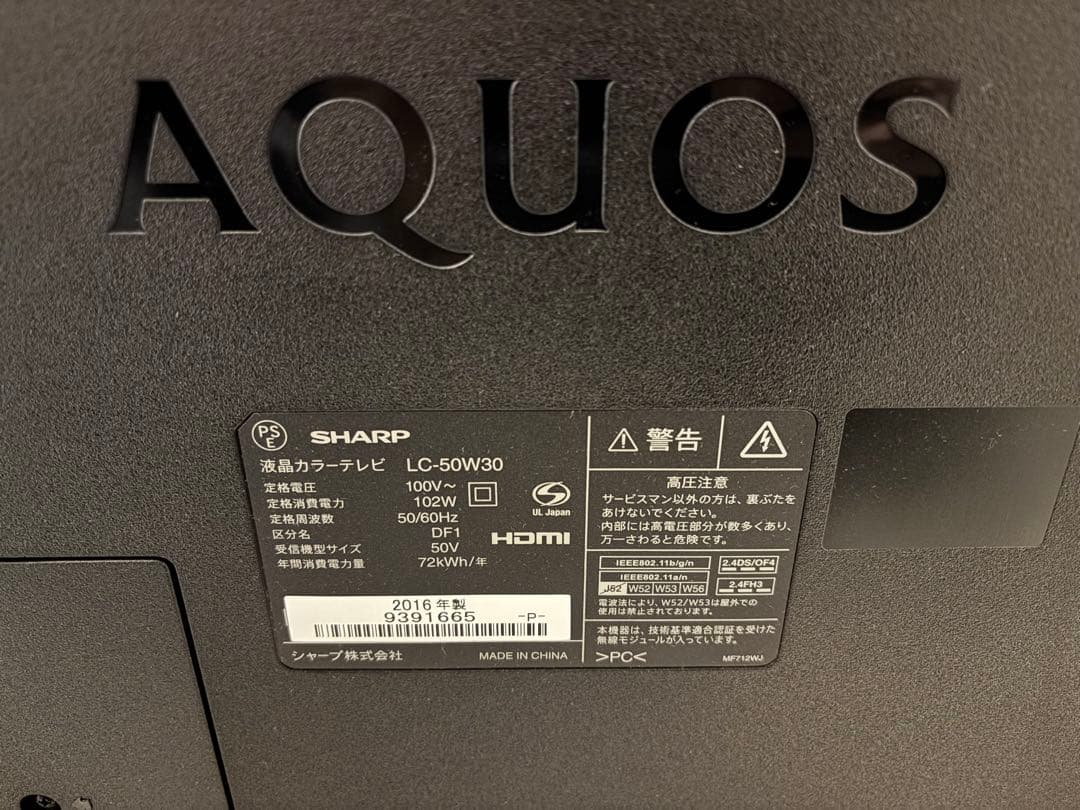 AQUOS
PS
E
SHARP
液晶カラーテレビ LC-50W30
定格電圧 100V～
定格消費電力 102W
定格周波数 50/60Hz
区分名 DF1
受信機型サイズ 50V
年間消費電力量 72kWh/年
UL Japan
HDMI
2016 年製
9391665 -P-
シャープ株式会社 MADE IN CHINA
警告
高圧注意
サービスマン以外の方は、裏ぶたを
あけないでください。
内部には高電圧部分が数多くあり、
万一さわると危険です。
IEEE802.11b/g/n
IEEE802.11a/n
J52 W52 W53 W56
2.4DS/OF4
2.4FH3
電波法により、W52/W53は屋外での
使用は禁止されております。
本機器は、技術基準適合認証を受けた
無線モジュールが入っています。
>PC< MF712WJ